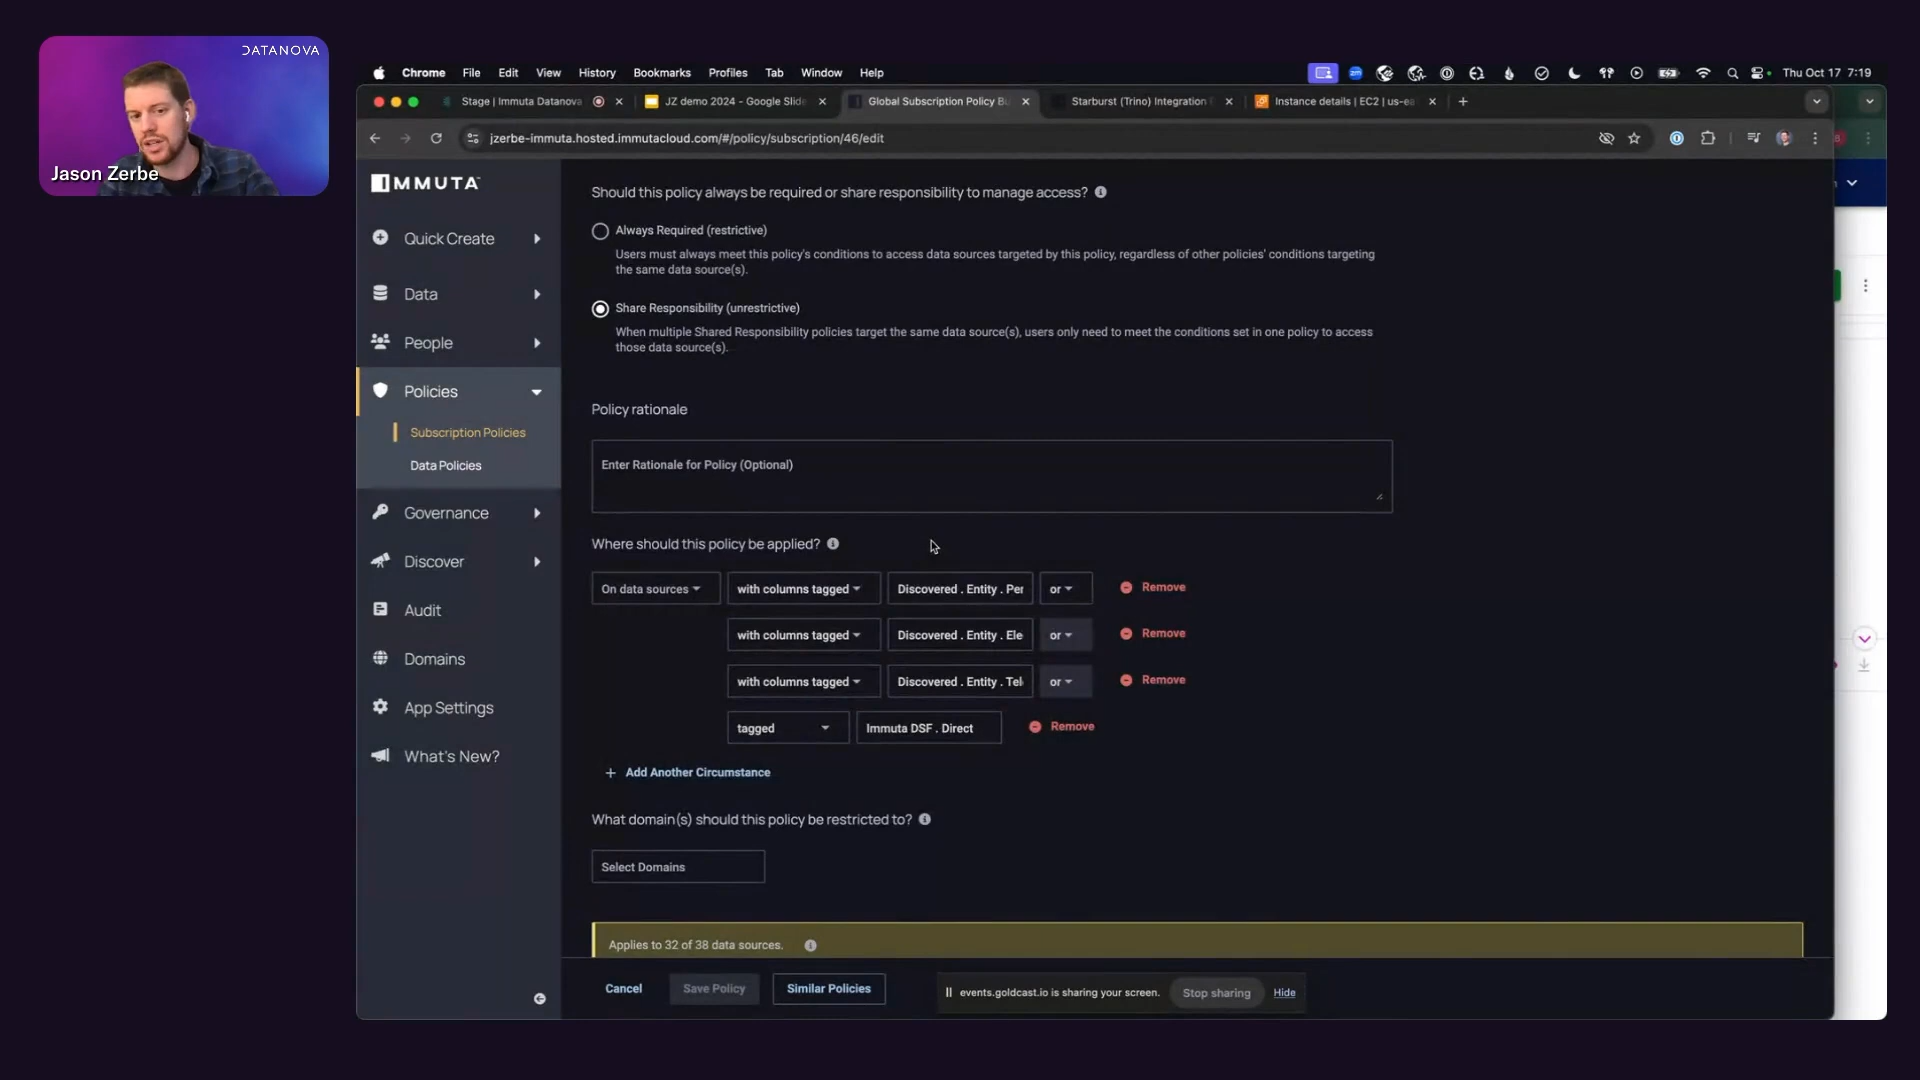 DATANOVA
Jason Zerbe
Chrome File Edit View History Bookmarks Profiles Tab Window Help
Thu Oct 17 7:19
Stage | Immuta Datanova
JZ demo 2024 - Google Slide
Global Subscription Policy Bu
Starburst (Trino) Integration
Instance details | EC2 | us-ea
jzerbe-immuta.hosted.immutacloud.com/#/policy/subscription/46/edit
IMMUTA
Quick Create
Data
People
Policies
Subscription Policies
Data Policies
Governance
Discover
Audit
Domains
App Settings
What's New?
Should this policy always be required or share responsibility to manage access?
Always Required (restrictive)
Users must always meet this policy's conditions to access data sources targeted by this policy, regardless of other policies' conditions targeting
the same data source(s).
Share Responsibility (unrestrictive)
When multiple Shared Responsibility policies target the same data source(s), users only need to meet the conditions set in one policy to access
those data source(s).
Policy rationale
Enter Rationale for Policy (Optional)
Where should this policy be applied?
On data sources with columns tagged Discovered . Entity . Per or Remove
with columns tagged Discovered . Entity . Ele or Remove
with columns tagged Discovered . Entity . Tel or Remove
tagged Immuta DSF . Direct Remove
+ Add Another Circumstance
What domain(s) should this policy be restricted to?
Select Domains
Applies to 32 of 38 data sources.
Cancel Save Policy Similar Policies
events.goldcast.io is sharing your screen. Stop sharing Hide